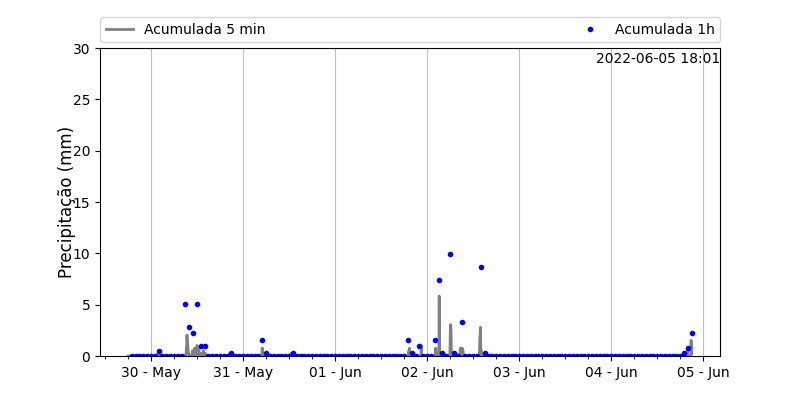 Acumulada 5 min
Acumulada 1h
2022-06-05 18:01
Precipitação (mm)
30
25
20
15
10
5
0
30 - May
31 - May
01 - Jun
02 - Jun
03 - Jun
04 - Jun
05 - Jun